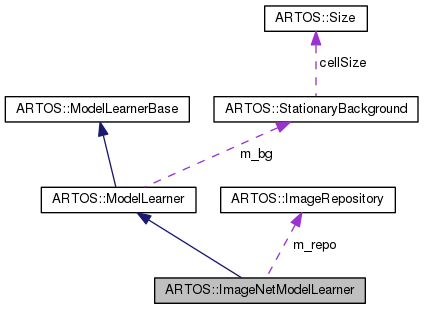 ARTOS::Size
cellSize
ARTOS::ModelLearnerBase
ARTOS::StationaryBackground
m_bg
ARTOS::ModelLearner
ARTOS::ImageRepository
m_repo
ARTOS::ImageNetModelLearner